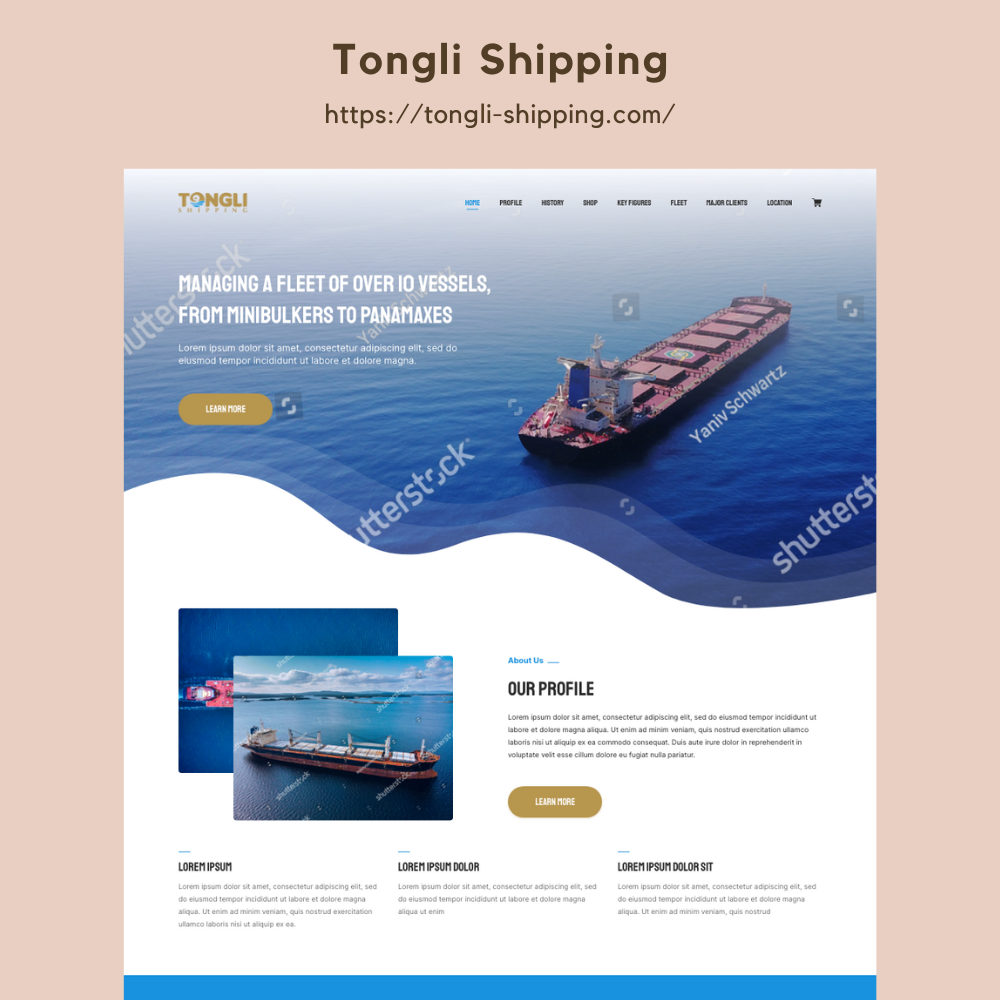 Tongli Shipping
https://tongli-shipping.com/
TONGLI
SHIPPING
HOME PROFILE HISTORY SHOP KEY FIGURES FLEET MAJOR CLIENTS LOCATION
MANAGING A FLEET OF OVER 10 VESSELS,
FROM MINIBULKERS TO PANAMAXES
Lorem ipsum dolor sit amet, consectetur adipiscing elit, sed do
eiusmod tempor incididunt ut labore et dolore magna.
LEARN MORE
shutterstock
Yaniv Schwartz
Yaniv Schwartz
shutterstock
shutterstock
shutterstock
shutterstock
shutterstock
shutterstock
About Us
OUR PROFILE
Lorem ipsum dolor sit amet, consectetur adipiscing elit, sed do eiusmod tempor incididunt ut
labore et dolore magna aliqua. Ut enim ad minim veniam, quis nostrud exercitation ullamco
laboris nisi ut aliquip ex ea commodo consequat. Duis aute irure dolor in reprehenderit in
voluptate velit esse cillum dolore eu fugiat nulla pariatur.
LEARN MORE
LOREM IPSUM
Lorem ipsum dolor sit amet, consectetur adipiscing elit, sed
do eiusmod tempor incididunt ut labore et dolore magna
aliqua. Ut enim ad minim veniam, quis nostrud exercitation
ullamco laboris nisi ut aliquip ex ea.
LOREM IPSUM DOLOR
Lorem ipsum dolor sit amet, consectetur adipiscing elit, sed
do eiusmod tempor incididunt ut labore et dolore magna
aliqua ut enim
LOREM IPSUM DOLOR SIT
Lorem ipsum dolor sit amet, consectetur adipiscing elit, sed
do eiusmod tempor incididunt ut labore et dolore magna
aliqua. Ut enim ad minim veniam, quis nostrud